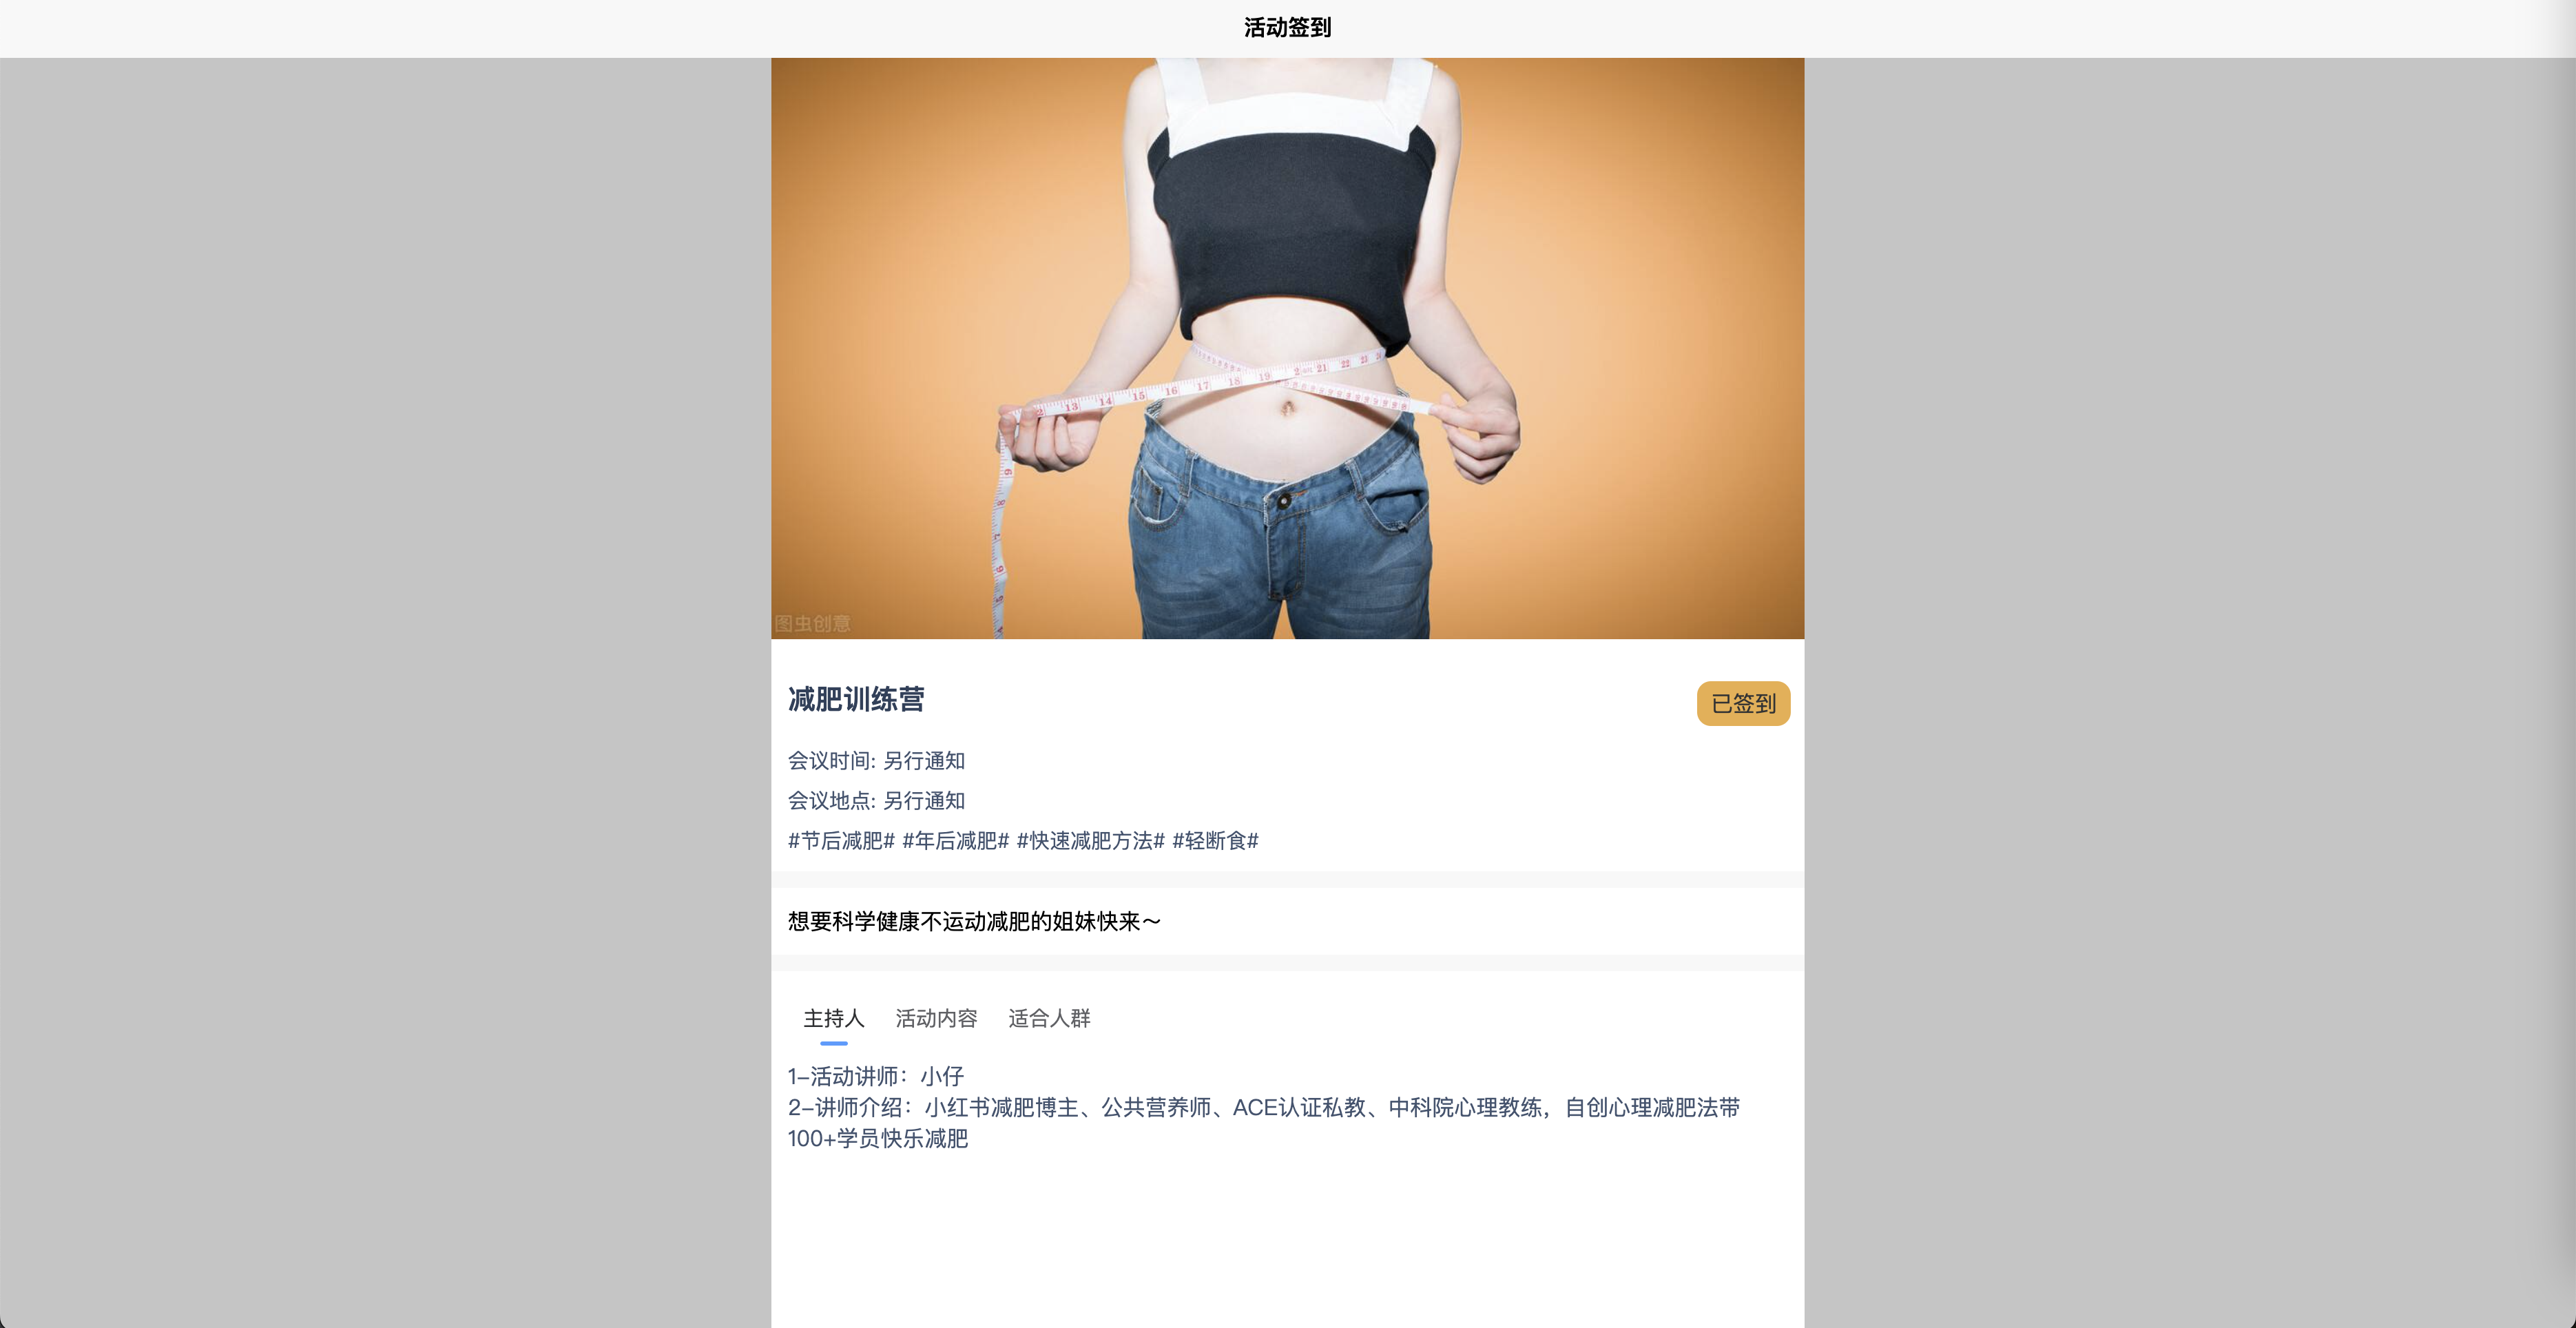 活动签到
图虫创意
减肥训练营
已签到
会议时间: 另行通知
会议地点: 另行通知
#节后减肥# #年后减肥# #快速减肥方法# #轻断食#
想要科学健康不运动减肥的姐妹快来～
主持人 活动内容 适合人群
1-活动讲师：小仔
2-讲师介绍：小红书减肥博主、公共营养师、ACE认证私教、中科院心理教练，自创心理减肥法带
100+学员快乐减肥